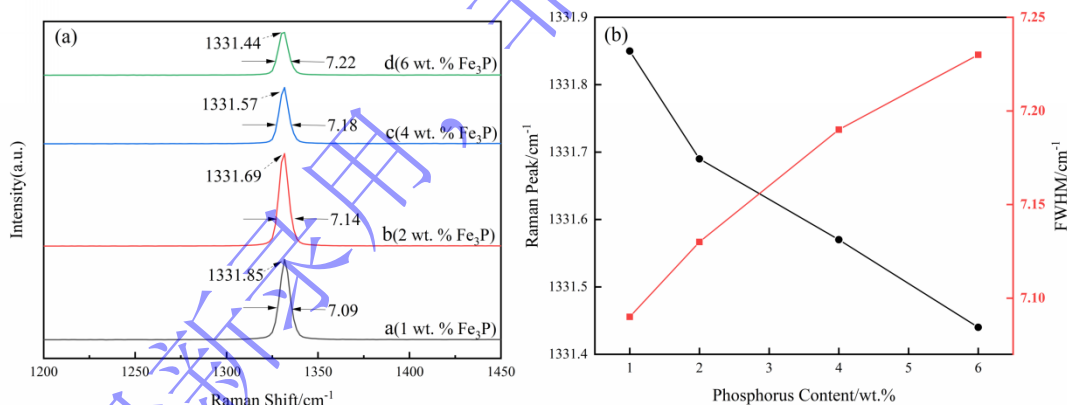 (a)
1331.44
7.22
d(6 wt. % Fe₃P)
1331.57
7.18
c(4 wt. % Fe₃P)
1331.69
7.14
b(2 wt. % Fe₃P)
1331.85
7.09
a(1 wt. % Fe₃P)
Intensity(a.u.)
1200
1250
1300
1350
1400
1450
Raman Shift/cm⁻¹
(b)
1331.9
1331.8
1331.7
1331.6
1331.5
1331.4
Raman Peak/cm⁻¹
1
2
3
4
5
6
Phosphorus Content/wt.%
7.25
7.20
7.15
7.10
FWHM/cm⁻¹